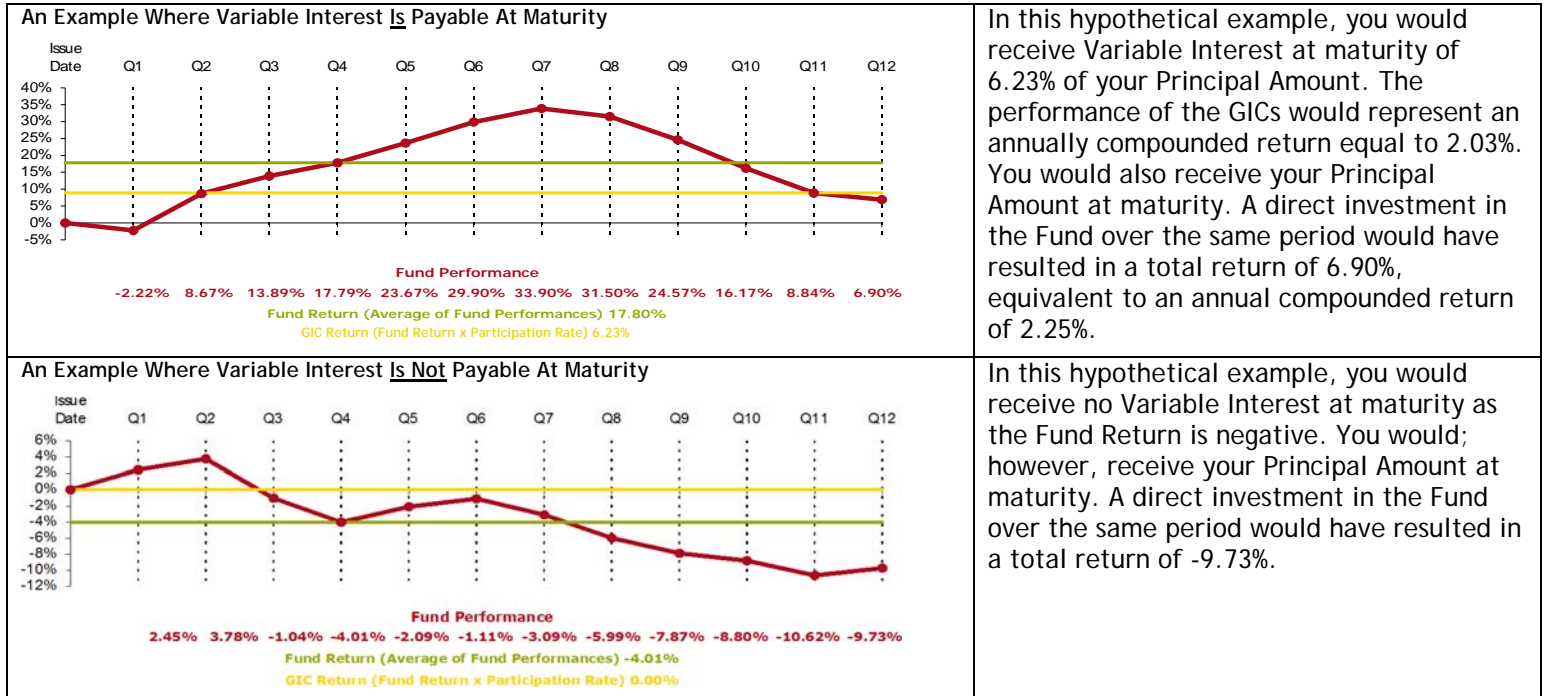 An Example Where Variable Interest Is Payable At Maturity
Issue
Date Q1 Q2 Q3 Q4 Q5 Q6 Q7 Q8 Q9 Q10 Q11 Q12
40%
35%
30%
25%
20%
15%
10%
5%
0%
-5%
Fund Performance
-2.22% 8.67% 13.89% 17.79% 23.67% 29.90% 33.90% 31.50% 24.57% 16.17% 8.84% 6.90%
Fund Return (Average of Fund Performances) 17.80%
GIC Return (Fund Return x Participation Rate) 6.23%
In this hypothetical example, you would
receive Variable Interest at maturity of
6.23% of your Principal Amount. The
performance of the GICs would represent an
annually compounded return equal to 2.03%.
You would also receive your Principal
Amount at maturity. A direct investment in
the Fund over the same period would have
resulted in a total return of 6.90%,
equivalent to an annual compounded return
of 2.25%.
An Example Where Variable Interest Is Not Payable At Maturity
Issue
Date Q1 Q2 Q3 Q4 Q5 Q6 Q7 Q8 Q9 Q10 Q11 Q12
6%
4%
2%
0%
-2%
-4%
-6%
-8%
-10%
-12%
Fund Performance
2.45% 3.78% -1.04% -4.01% -2.09% -1.11% -3.09% -5.99% -7.87% -8.80% -10.62% -9.73%
Fund Return (Average of Fund Performances) -4.01%
GIC Return (Fund Return x Participation Rate) 0.00%
In this hypothetical example, you would
receive no Variable Interest at maturity as
the Fund Return is negative. You would;
however, receive your Principal Amount at
maturity. A direct investment in the Fund
over the same period would have resulted in
a total return of -9.73%.